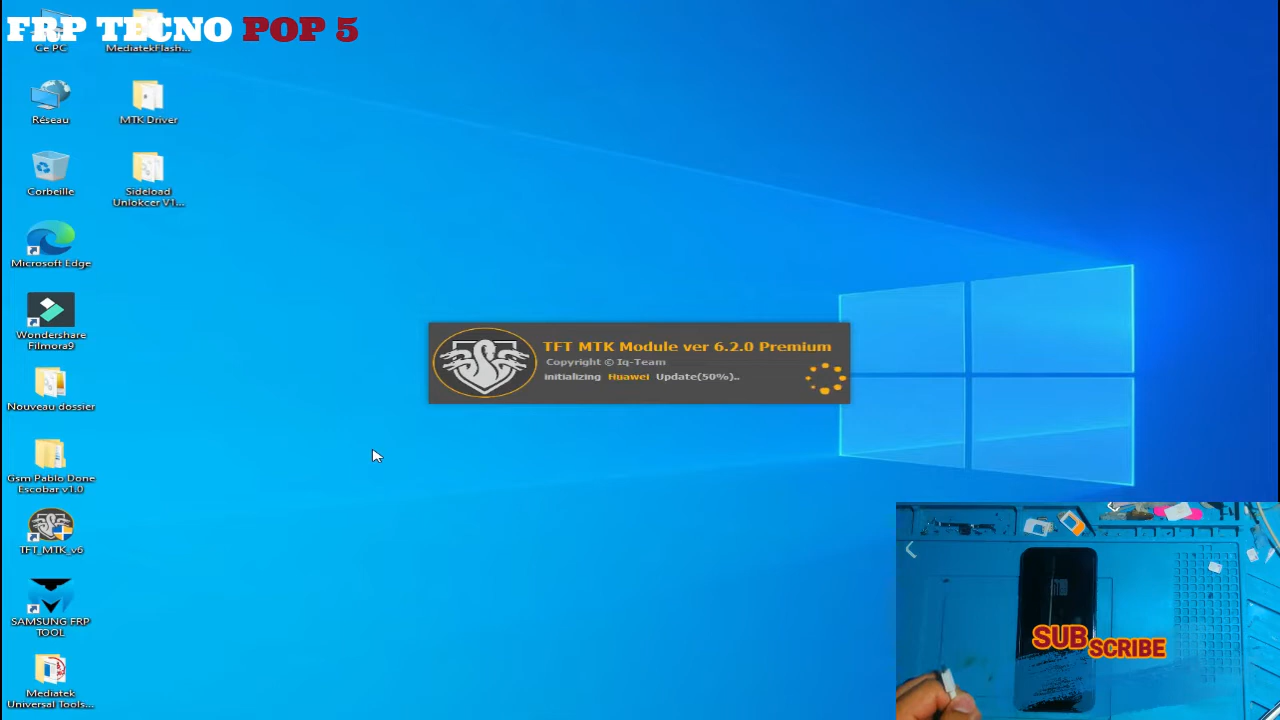 FRP TECNO POP 5
Ce PC
MediatekFlash...
Réseau
MTK Driver
Corbeille
Sideload
Unlokcer V1...
Microsoft Edge
Wondershare
Filmora9
Nouveau dossier
Gsm Pablo Done
Escobar v1.0
TFT_MTK_v6
SAMSUNG FRP
TOOL
Mediatek
Universal Tools...
TFT MTK Module ver 6.2.0 Premium
Copyright © Iq-Team
initializing Huawei Update(50%)..
SUBSCRIBE